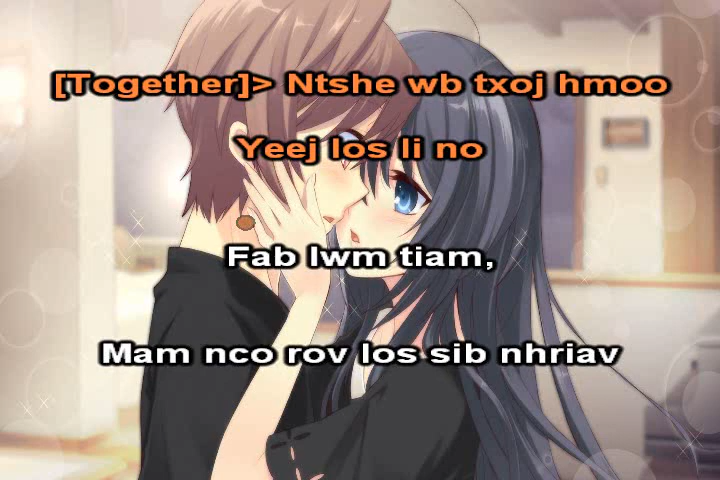 [Together]> Ntshe wb txoj hmoo
Yeej los li no
Fab lwm tiam,
Mam nco rov los sib nhriav